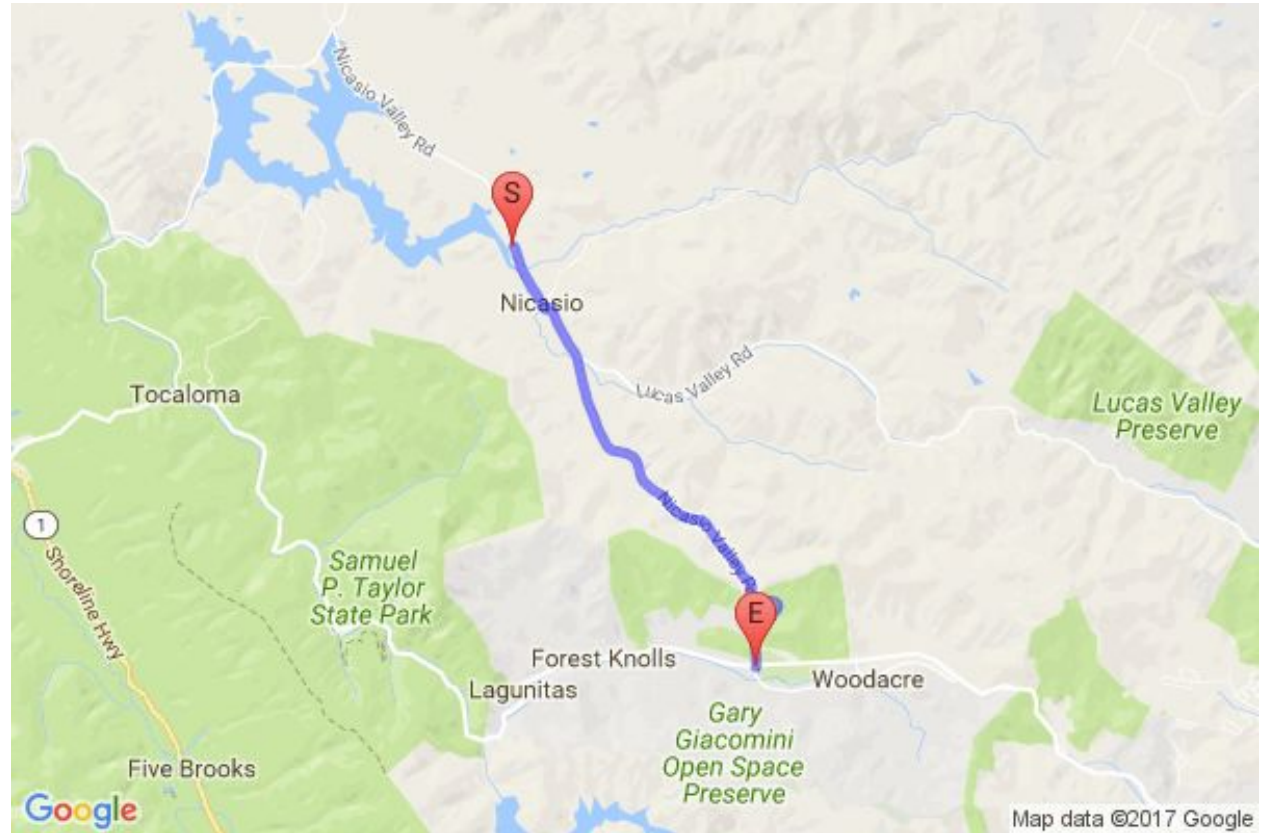 Nicasio Valley Rd
S
Nicasio
Lucas Valley Rd
Tocaloma
Lucas Valley
Preserve
Nicasio Valley Rd
1
Shoreline Hwy
Samuel
P. Taylor
State Park
E
Forest Knolls
Woodacre
Lagunitas
Gary
Giacomini
Open Space
Preserve
Five Brooks
Google
Map data ©2017 Google